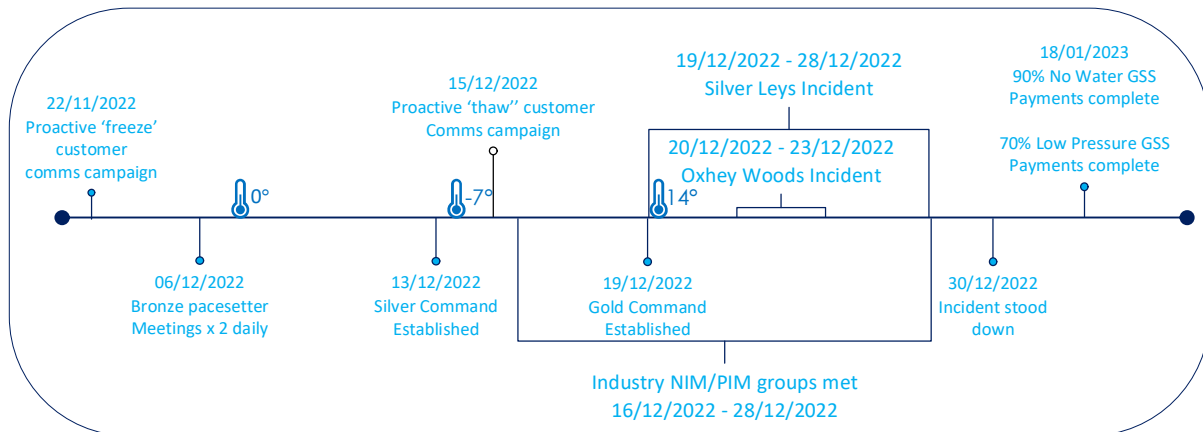 22/11/2022
Proactive ‘freeze’
customer
comms campaign
15/12/2022
Proactive ‘thaw’’ customer
Comms campaign
19/12/2022 - 28/12/2022
Silver Leys Incident
20/12/2022 - 23/12/2022
Oxhey Woods Incident
18/01/2023
90% No Water GSS
Payments complete
70% Low Pressure GSS
Payments complete
0°
-7°
14°
06/12/2022
Bronze pacesetter
Meetings x 2 daily
13/12/2022
Silver Command
Established
19/12/2022
Gold Command
Established
30/12/2022
Incident stood
down
Industry NIM/PIM groups met
16/12/2022 - 28/12/2022